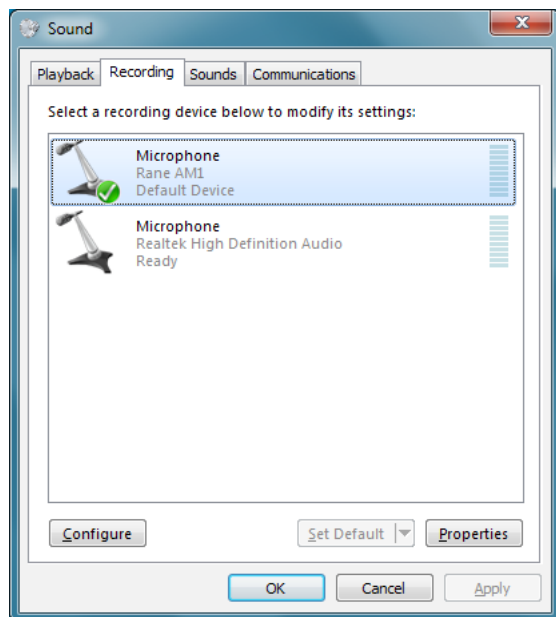 Sound
Playback Recording Sounds Communications
Select a recording device below to modify its settings:
Microphone
Rane AM1
Default Device
Microphone
Realtek High Definition Audio
Ready
Configure Set Default Properties
OK Cancel Apply